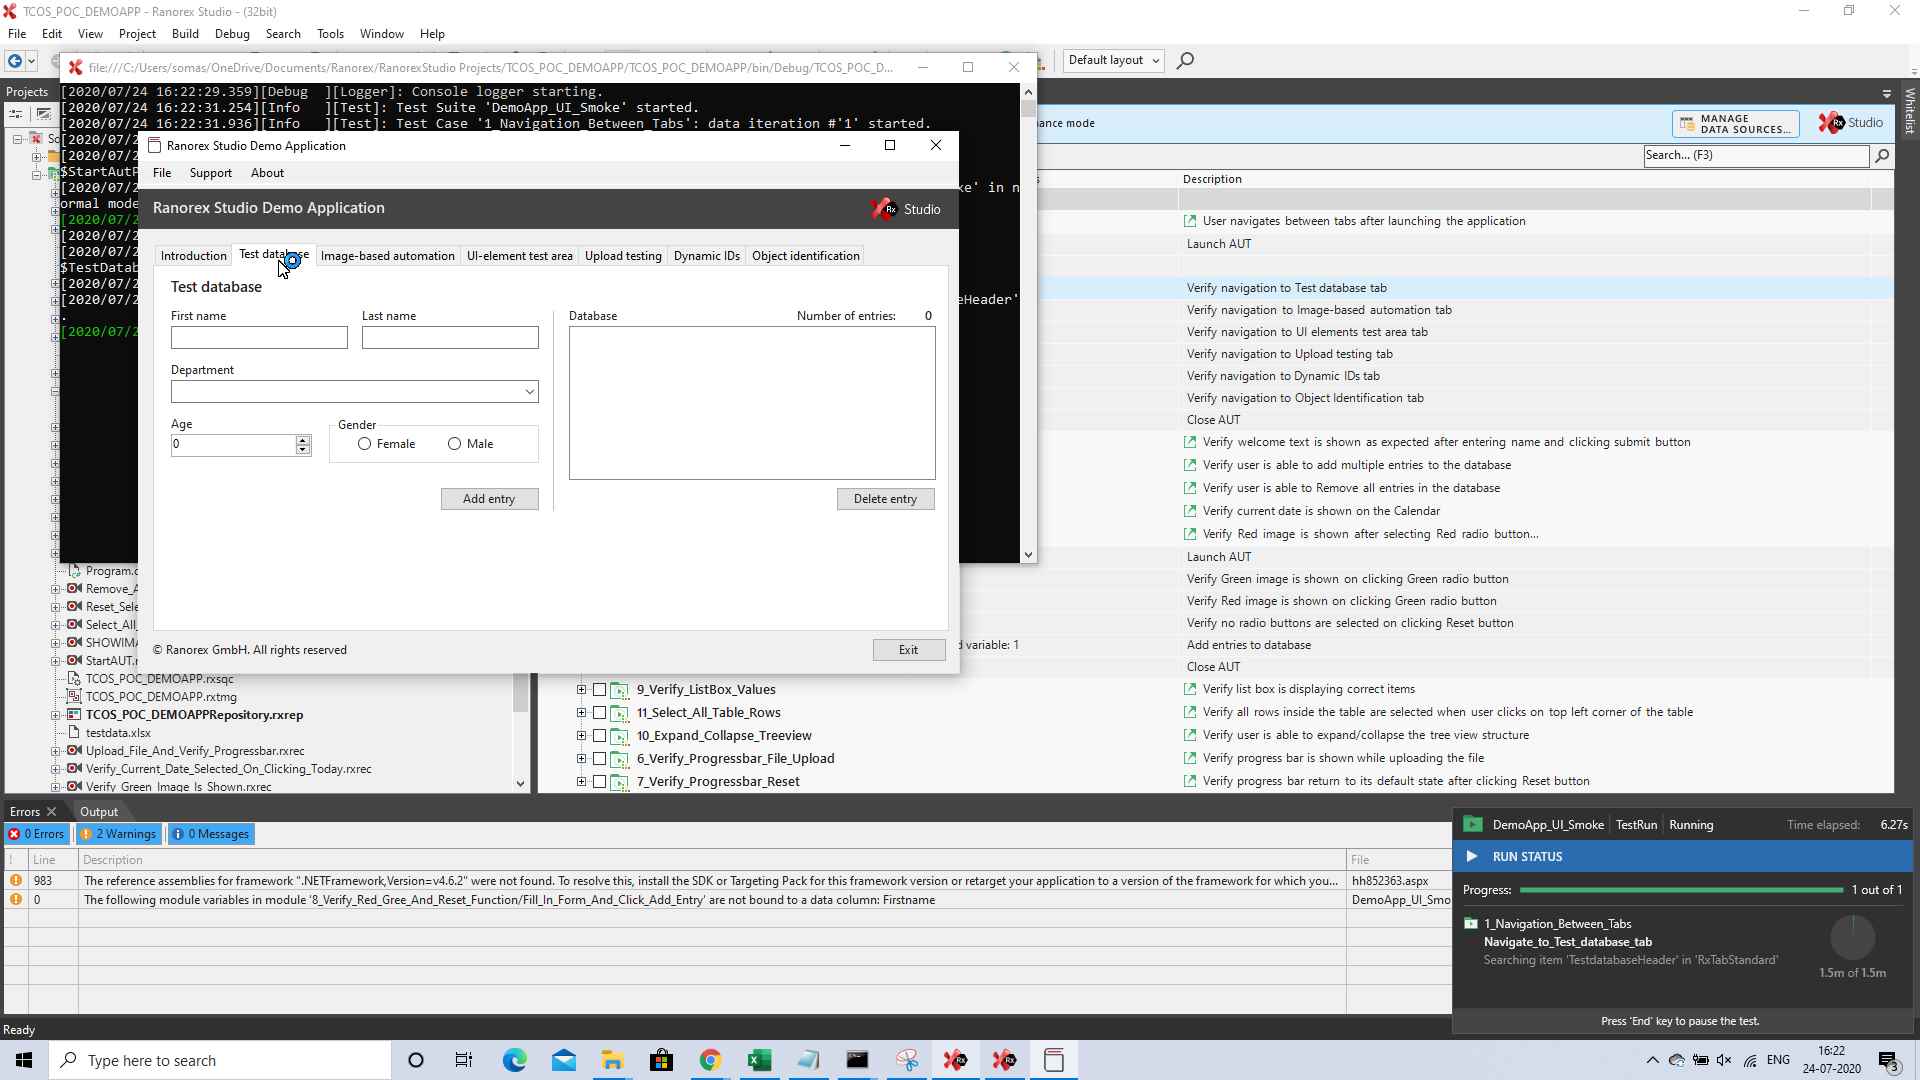 TCOS_POC_DEMOAPP - Ranorex Studio - (32bit)
File Edit View Project Build Debug Search Tools Window Help
Default layout
file:///C:/Users/somas/OneDrive/Documents/Ranorex/RanorexStudio Projects/TCOS_POC_DEMOAPP/TCOS_POC_DEMOAPP/bin/Debug/TCOS_POC_D...
Projects
[2020/07/24 16:22:29.359][Debug ][Logger]: Console logger starting.
[2020/07/24 16:22:31.254][Info ][Test]: Test Suite 'DemoApp_UI_Smoke' started.
[2020/07/24 16:22:31.936][Info ][Test]: Test Case '1_Navigation_Between_Tabs': data iteration #'1' started.
[2020/07/2
[2020/07/2
$StartAutP
[2020/07/2
ke' in n
ormal mode
[2020/07/2
[2020/07/2
[2020/07/2
$TestDatab
[2020/07/2
[2020/07/2
eHeader'
.
[2020/07/2
Ranorex Studio Demo Application
File Support About
Ranorex Studio Demo Application
Rx Studio
Introduction Test database Image-based automation UI-element test area Upload testing Dynamic IDs Object identification
Test database
First name Last name
Database Number of entries: 0
Department
Age
0
Gender
Female Male
Add entry
Delete entry
© Ranorex GmbH. All rights reserved
Exit
ance mode
MANAGE
DATA SOURCES...
Rx Studio
Whitelist
Search... (F3)
s
Description
User navigates between tabs after launching the application
Launch AUT
Verify navigation to Test database tab
Verify navigation to Image-based automation tab
Verify navigation to UI elements test area tab
Verify navigation to Upload testing tab
Verify navigation to Dynamic IDs tab
Verify navigation to Object Identification tab
Close AUT
Verify welcome text is shown as expected after entering name and clicking submit button
Verify user is able to add multiple entries to the database
Verify user is able to Remove all entries in the database
Verify current date is shown on the Calendar
Verify Red image is shown after selecting Red radio button...
Launch AUT
Verify Green image is shown on clicking Green radio button
Verify Red image is shown on clicking Green radio button
Verify no radio buttons are selected on clicking Reset button
d variable: 1 Add entries to database
Close AUT
9_Verify_ListBox_Values Verify list box is displaying correct items
11_Select_All_Table_Rows Verify all rows inside the table are selected when user clicks on top left corner of the table
10_Expand_Collapse_Treeview Verify user is able to expand/collapse the tree view structure
6_Verify_Progressbar_File_Upload Verify progress bar is shown while uploading the file
7_Verify_Progressbar_Reset Verify progress bar return to its default state after clicking Reset button
So
Program.c
Remove_A
Reset_Sele
Select_All_
SHOWIMA
StartAUT.r
TCOS_POC_DEMOAPP.rxsqc
TCOS_POC_DEMOAPP.rxtmg
TCOS_POC_DEMOAPPRepository.rxrep
testdata.xlsx
Upload_File_And_Verify_Progressbar.rxrec
Verify_Current_Date_Selected_On_Clicking_Today.rxrec
Verify_Green_Image_Is_Shown.rxrec
Errors Output
0 Errors 2 Warnings 0 Messages
! Line Description File
983 The reference assemblies for framework ".NETFramework,Version=v4.6.2" were not found. To resolve this, install the SDK or Targeting Pack for this framework version or retarget your application to a version of the framework for which you... hh852363.aspx
0 The following module variables in module '8_Verify_Red_Gree_And_Reset_Function/Fill_In_Form_And_Click_Add_Entry' are not bound to a data column: Firstname DemoApp_UI_Smo
DemoApp_UI_Smoke TestRun Running Time elapsed: 6.27s
RUN STATUS
Progress: 1 out of 1
1_Navigation_Between_Tabs
Navigate_to_Test_database_tab
Searching item 'TestdatabaseHeader' in 'RxTabStandard'
1.5m of 1.5m
Press 'End' key to pause the test.
Ready
Type here to search
ENG
16:22
24-07-2020
3